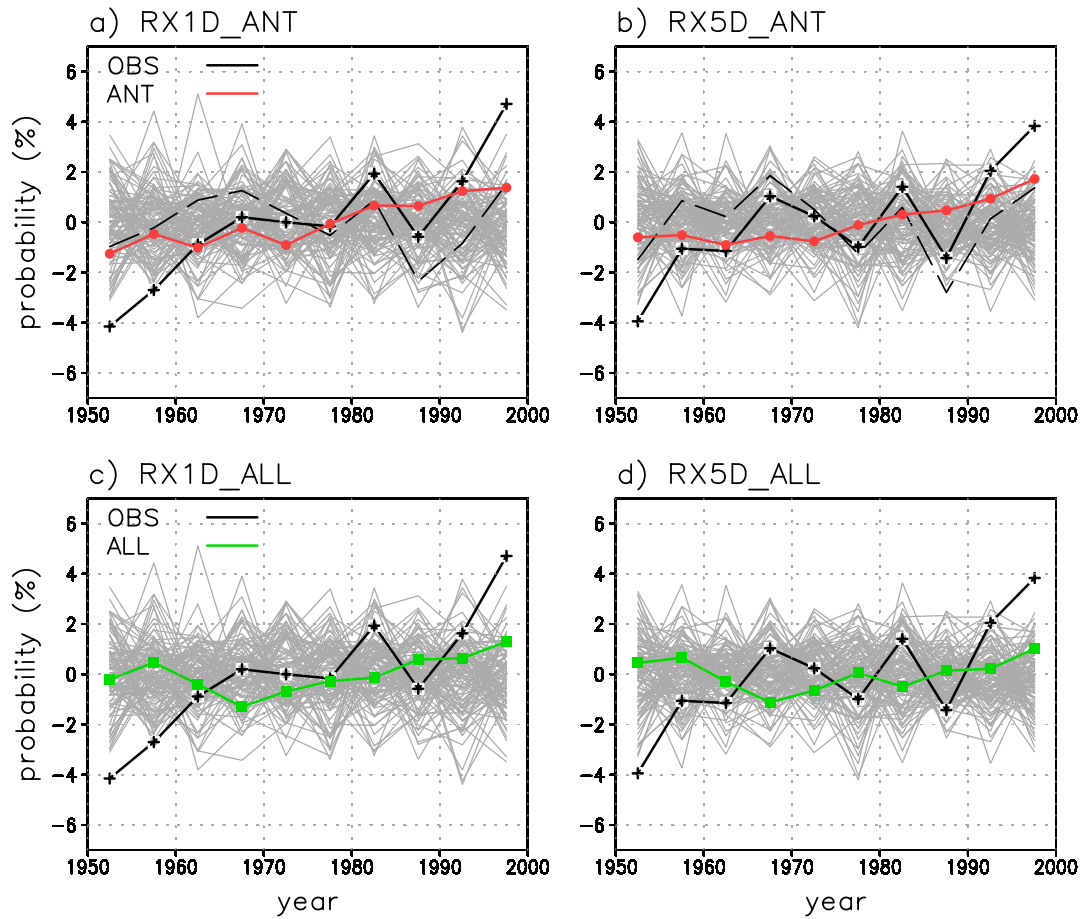 a) RX1D_ANT
b) RX5D_ANT
OBS
ANT
probability (%)
6
4
2
0
-2
-4
-6
1950 1960 1970 1980 1990 2000
6
4
2
0
-2
-4
-6
1950 1960 1970 1980 1990 2000
c) RX1D_ALL
d) RX5D_ALL
OBS
ALL
probability (%)
6
4
2
0
-2
-4
-6
1950 1960 1970 1980 1990 2000
year
6
4
2
0
-2
-4
-6
1950 1960 1970 1980 1990 2000
year